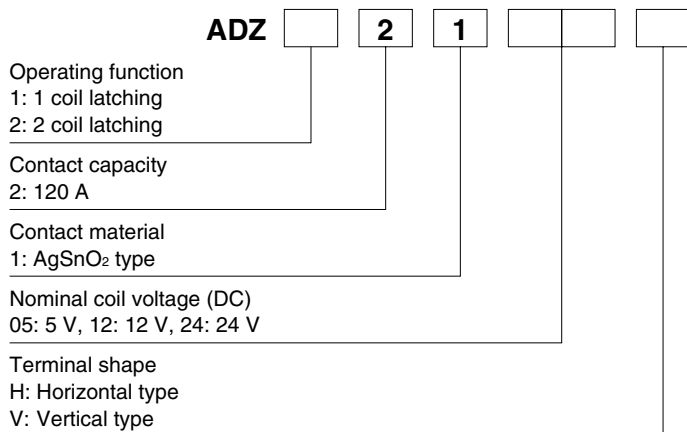 ADZ 2 1
Operating function
1: 1 coil latching
2: 2 coil latching
Contact capacity
2: 120 A
Contact material
1: AgSnO₂ type
Nominal coil voltage (DC)
05: 5 V, 12: 12 V, 24: 24 V
Terminal shape
H: Horizontal type
V: Vertical type